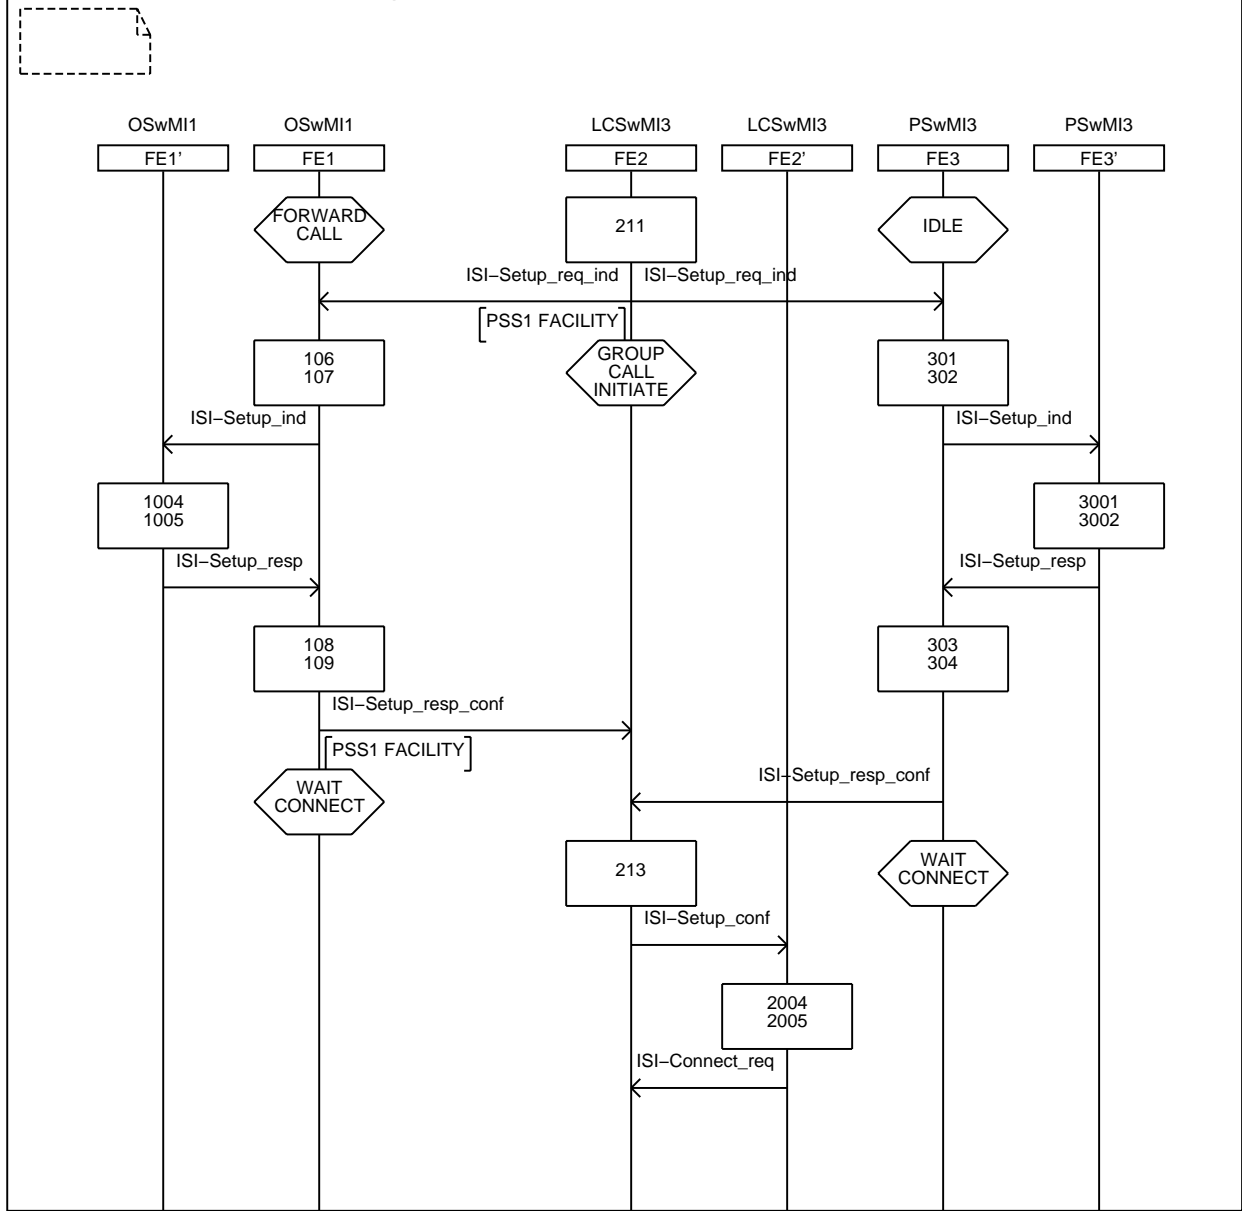 OSwMI1 OSwMI1 LCSwMI3 LCSwMI3 PSwMI3 PSwMI3
FE1' FE1 FE2 FE2' FE3 FE3'
FORWARD CALL
211
IDLE
ISI−Setup_req_ind ISI−Setup_req_ind
PSS1 FACILITY
106
107
GROUP
CALL
INITIATE
301
302
ISI−Setup_ind ISI−Setup_ind
1004
1005
3001
3002
ISI−Setup_resp ISI−Setup_resp
108
109
303
304
ISI−Setup_resp_conf
PSS1 FACILITY
WAIT
CONNECT
ISI−Setup_resp_conf
213
WAIT
CONNECT
ISI−Setup_conf
2004
2005
ISI−Connect_req